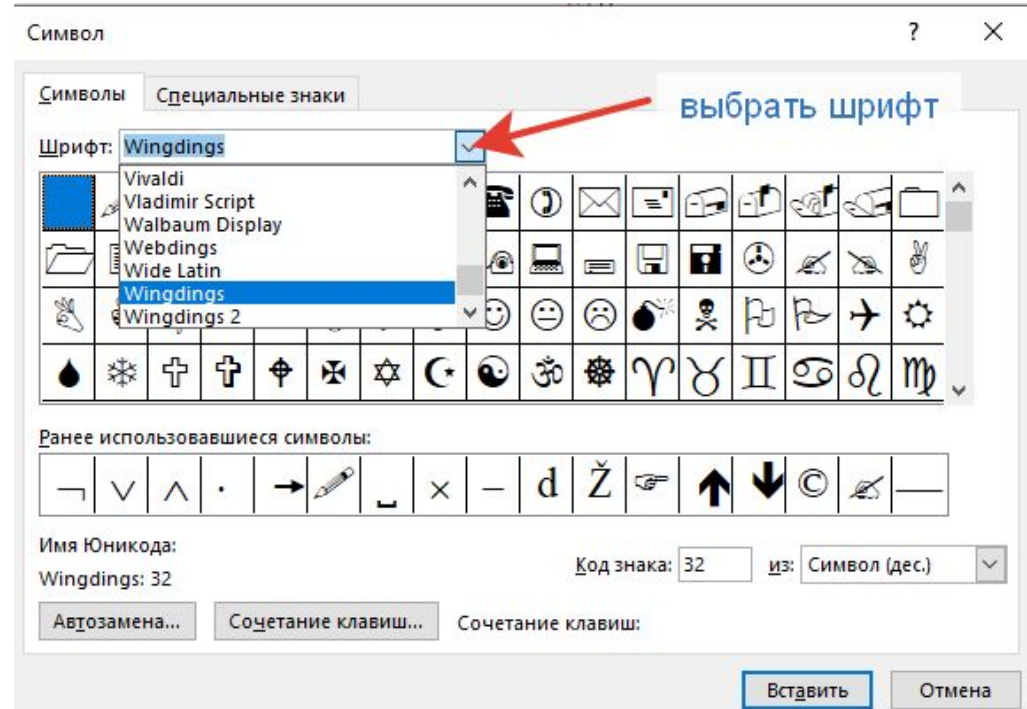 Символ
?
Символы Специальные знаки
выбрать шрифт
Шрифт: Wingdings
Vivaldi
Vladimir Script
Walbaum Display
Webdings
Wide Latin
Wingdings
Wingdings 2
Ранее использовавшиеся символы:
¬ ∨ ∧ · → ✏ ␣ × – d Ž ☞ 🡹 🡻 © ✍ —
Имя Юникода:
Wingdings: 32
Код знака: 32 из: Символ (дес.)
Автозамена... Сочетание клавиш... Сочетание клавиш:
Вставить Отмена